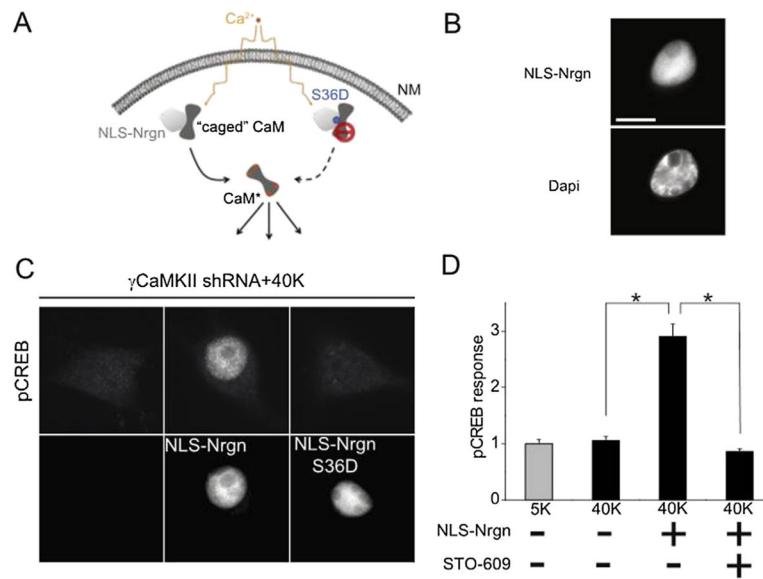 A
Ca2+
NM
S36D
NLS-Nrgn
"caged" CaM
CaM*
B
NLS-Nrgn
Dapi
C
γCaMKII shRNA+40K
pCREB
NLS-Nrgn
NLS-Nrgn
S36D
D
pCREB response
3
2
1
0
* *
5K 40K 40K 40K
NLS-Nrgn - - + +
STO-609 - - - +